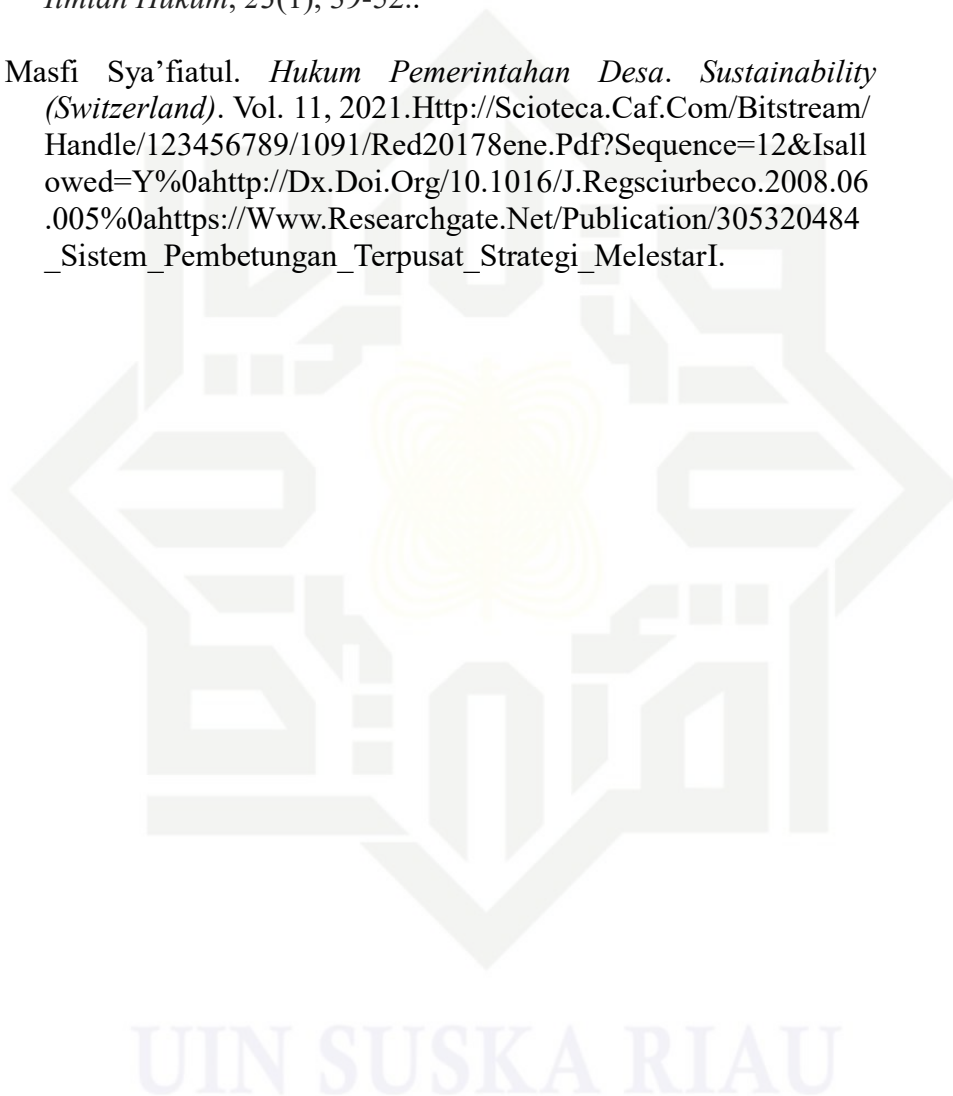 Ilmiah Hukum, 25(1), 39-52..
Masfi Sya’fiatul. Hukum Pemerintahan Desa. Sustainability
(Switzerland). Vol. 11, 2021.Http://Scioteca.Caf.Com/Bitstream/
Handle/123456789/1091/Red20178ene.Pdf?Sequence=12&Isall
owed=Y%0ahttp://Dx.Doi.Org/10.1016/J.Regsciurbeco.2008.06
.005%0ahttps://Www.Researchgate.Net/Publication/305320484
_Sistem_Pembetungan_Terpusat_Strategi_MelestarI.
UIN SUSKA RIAU